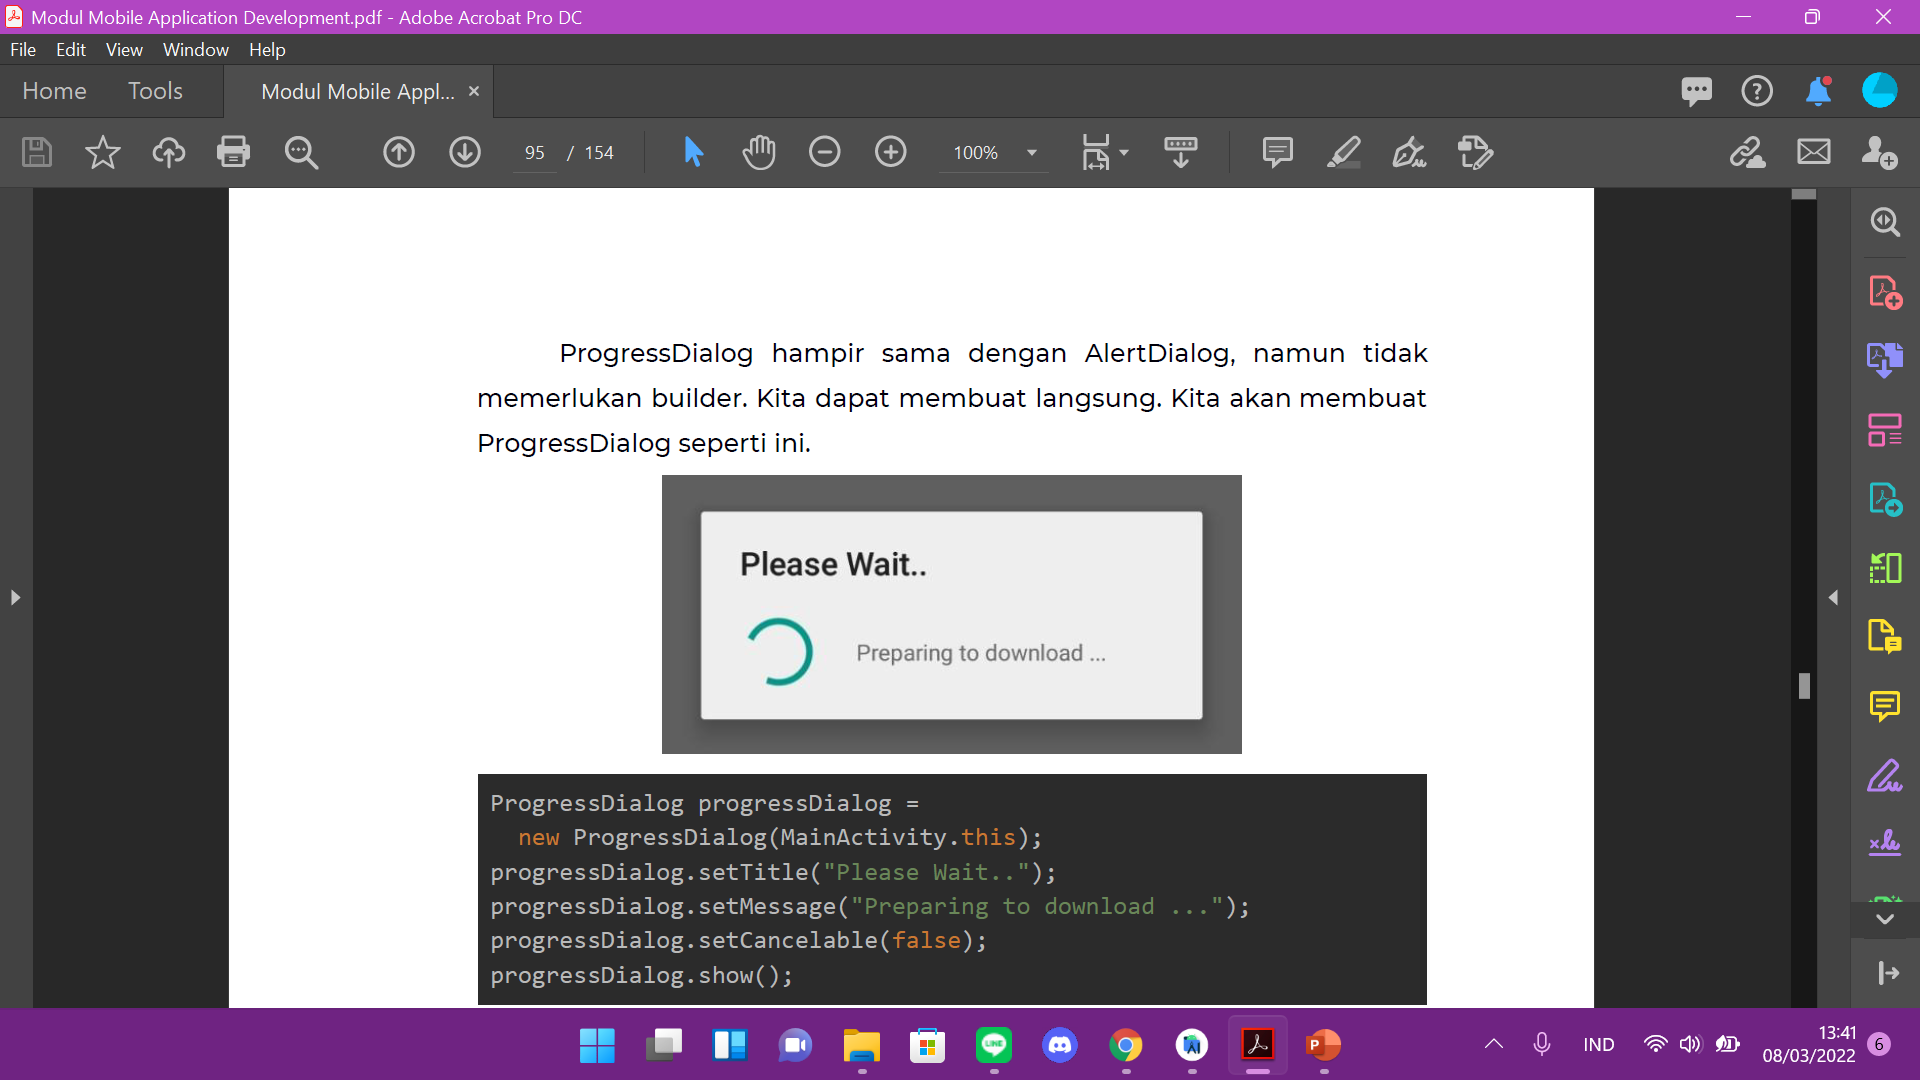 Modul Mobile Application Development.pdf - Adobe Acrobat Pro DC
File Edit View Window Help
Home Tools Modul Mobile Appl... ×
95 / 154 100%
ProgressDialog hampir sama dengan AlertDialog, namun tidak
memerlukan builder. Kita dapat membuat langsung. Kita akan membuat
ProgressDialog seperti ini.
Please Wait..
Preparing to download ...
ProgressDialog progressDialog =
new ProgressDialog(MainActivity.this);
progressDialog.setTitle("Please Wait..");
progressDialog.setMessage("Preparing to download ...");
progressDialog.setCancelable(false);
progressDialog.show();
LINE
AI
P
IND
13:41
08/03/2022
6